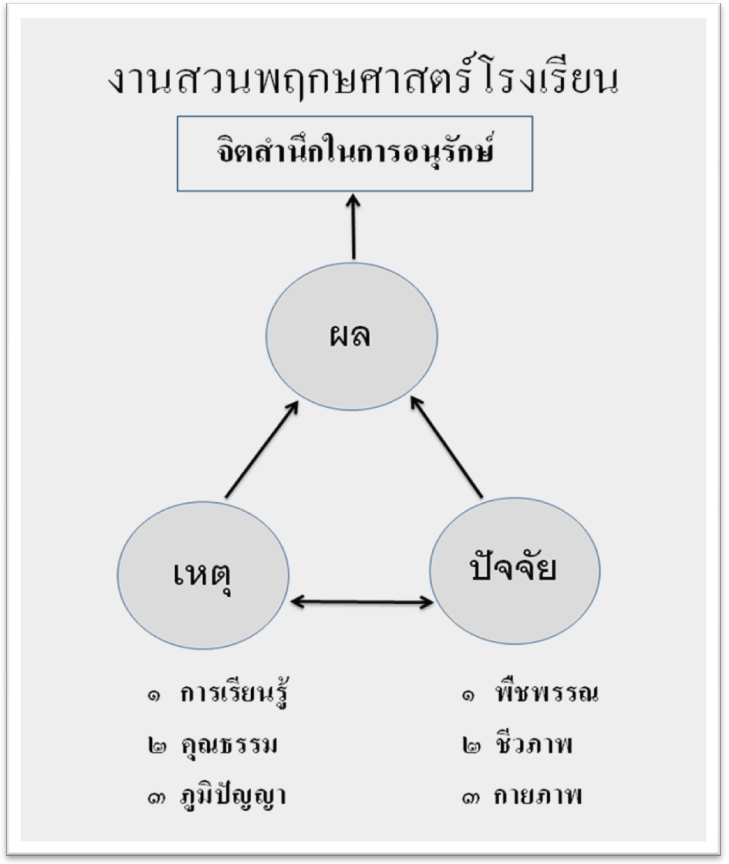 งานสวนพฤกษศาสตร์โรงเรียน
จิตสำนึกในการอนุรักษ์
ผล
เหตุ
ปัจจัย
๑ การเรียนรู้
๒ คุณธรรม
๓ ภูมิปัญญา
๑ พืชพรรณ
๒ ชีวภาพ
๓ กายภาพ